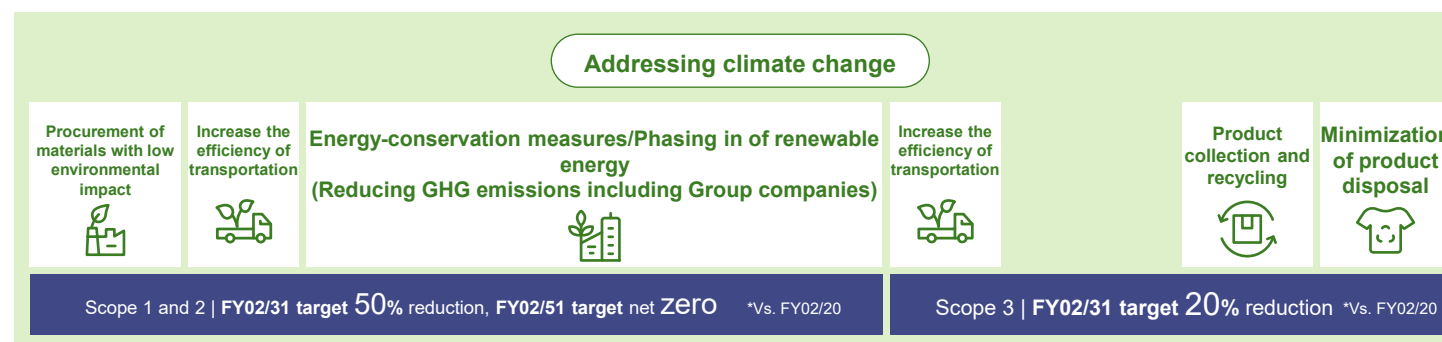 Addressing climate change
Procurement of
materials with low
environmental
impact
Increase the
efficiency of
transportation
Energy-conservation measures/Phasing in of renewable
energy
(Reducing GHG emissions including Group companies)
Increase the
efficiency of
transportation
Product
collection and
recycling
Minimization
of product
disposal
Scope 1 and 2 | FY02/31 target 50% reduction, FY02/51 target net zero *Vs. FY02/20
Scope 3 | FY02/31 target 20% reduction *Vs. FY02/20